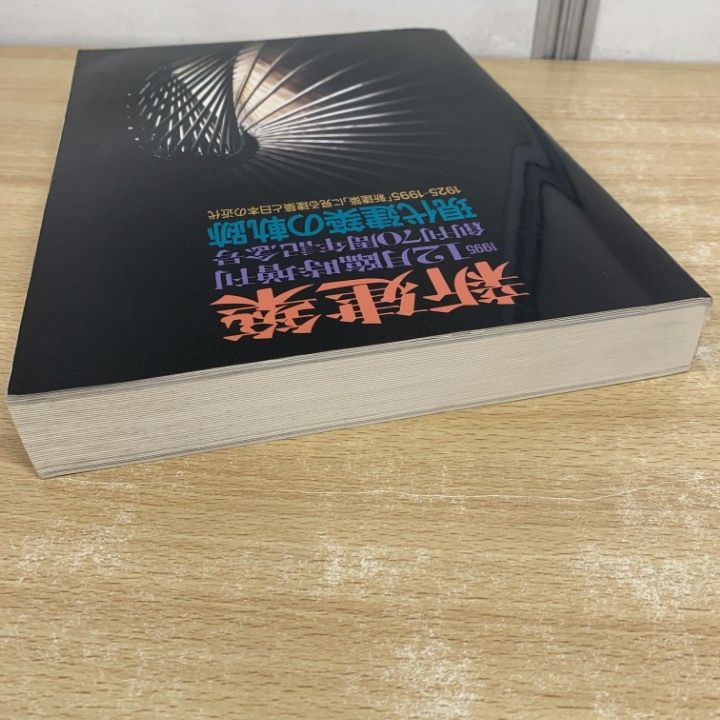 新建築
1995 12月臨時増刊
創刊70周年記念号
現代建築の軌跡
1925-1995「新建築」に見る建築と日本の近代